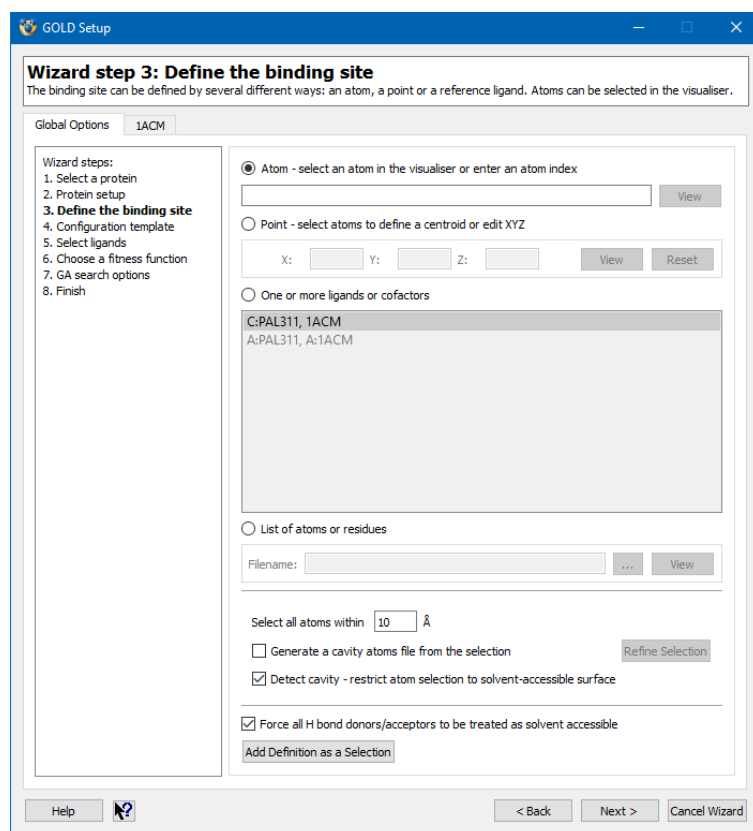 GOLD Setup
Wizard step 3: Define the binding site
The binding site can be defined by several different ways: an atom, a point or a reference ligand. Atoms can be selected in the visualiser.
Global Options 1ACM
Wizard steps:
1. Select a protein
2. Protein setup
3. Define the binding site
4. Configuration template
5. Select ligands
6. Choose a fitness function
7. GA search options
8. Finish
Atom - select an atom in the visualiser or enter an atom index
View
Point - select atoms to define a centroid or edit XYZ
X: Y: Z: View Reset
One or more ligands or cofactors
C:PAL311, 1ACM
A:PAL311, A:1ACM
List of atoms or residues
Filename: ... View
Select all atoms within 10 Å
Generate a cavity atoms file from the selection Refine Selection
Detect cavity - restrict atom selection to solvent-accessible surface
Force all H bond donors/acceptors to be treated as solvent accessible
Add Definition as a Selection
Help ? < Back Next > Cancel Wizard